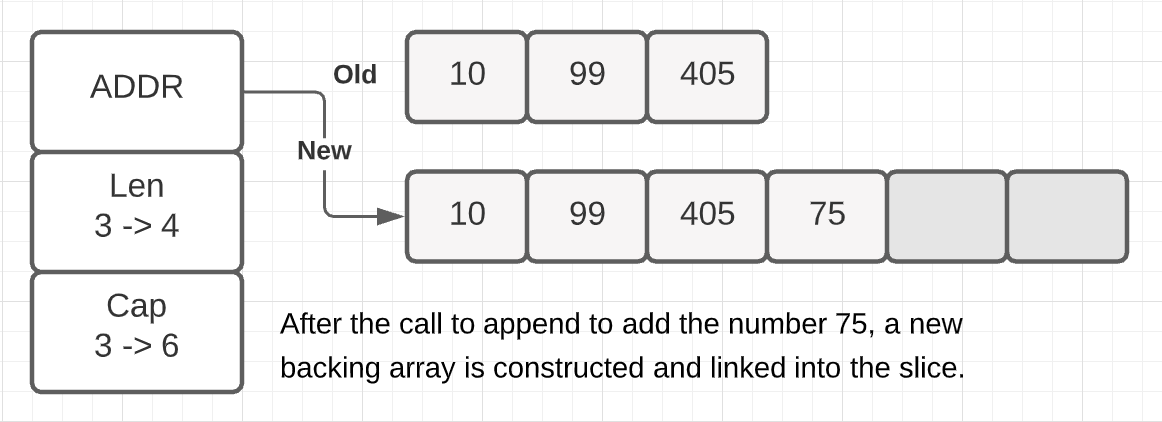 ADDR
Len
3 -> 4
Cap
3 -> 6
Old
10 99 405
New
10 99 405 75
After the call to append to add the number 75, a new
backing array is constructed and linked into the slice.